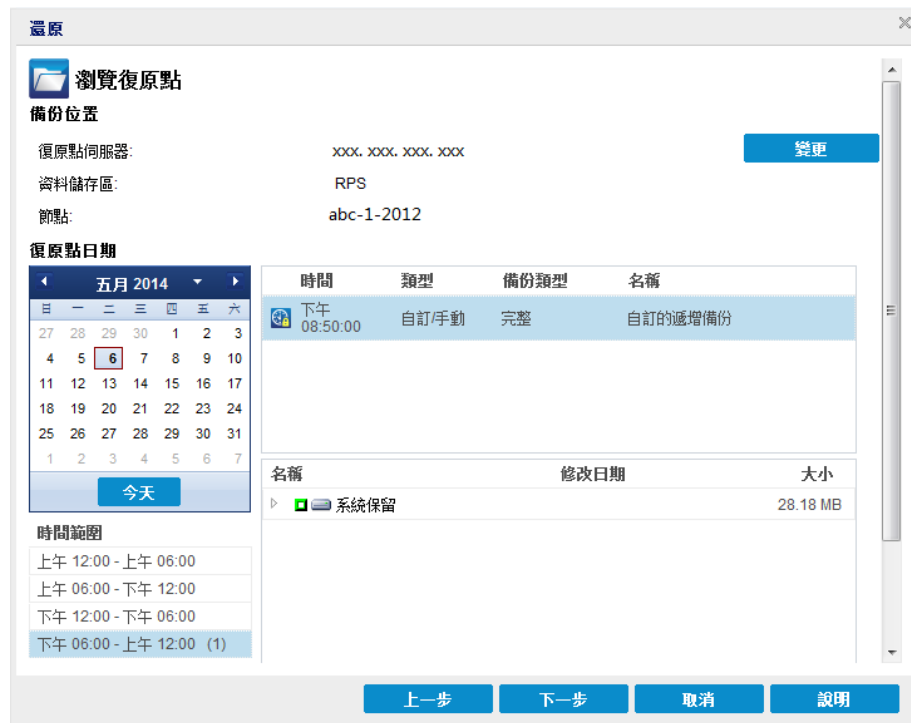 還原
瀏覽復原點
備份位置
復原點伺服器: xxx. xxx. xxx. xxx 變更
資料儲存區: RPS
節點: abc-1-2012
復原點日期
五月 2014
日 一 二 三 四 五 六
27 28 29 30 1 2 3
4 5 6 7 8 9 10
11 12 13 14 15 16 17
18 19 20 21 22 23 24
25 26 27 28 29 30 31
1 2 3 4 5 6 7
今天
時間 類型 備份類型 名稱
下午
08:50:00 自訂/手動 完整 自訂的遞增備份
名稱 修改日期 大小
系統保留 28.18 MB
時間範圍
上午 12:00 - 上午 06:00
上午 06:00 - 下午 12:00
下午 12:00 - 下午 06:00
下午 06:00 - 上午 12:00 (1)
上一步 下一步 取消 說明